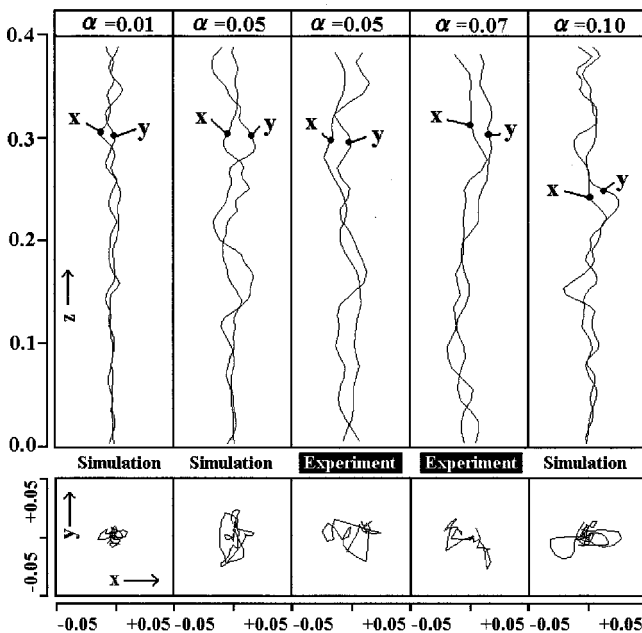 α=0.01 α=0.05 α=0.05 α=0.07 α=0.10
0.4
x y x y x y x y
0.3
x y
0.2
z
0.1
0.0
Simulation Simulation Experiment Experiment Simulation
+0.05
y
-0.05
x
-0.05 +0.05 -0.05 +0.05 -0.05 +0.05 -0.05 +0.05 -0.05 +0.05